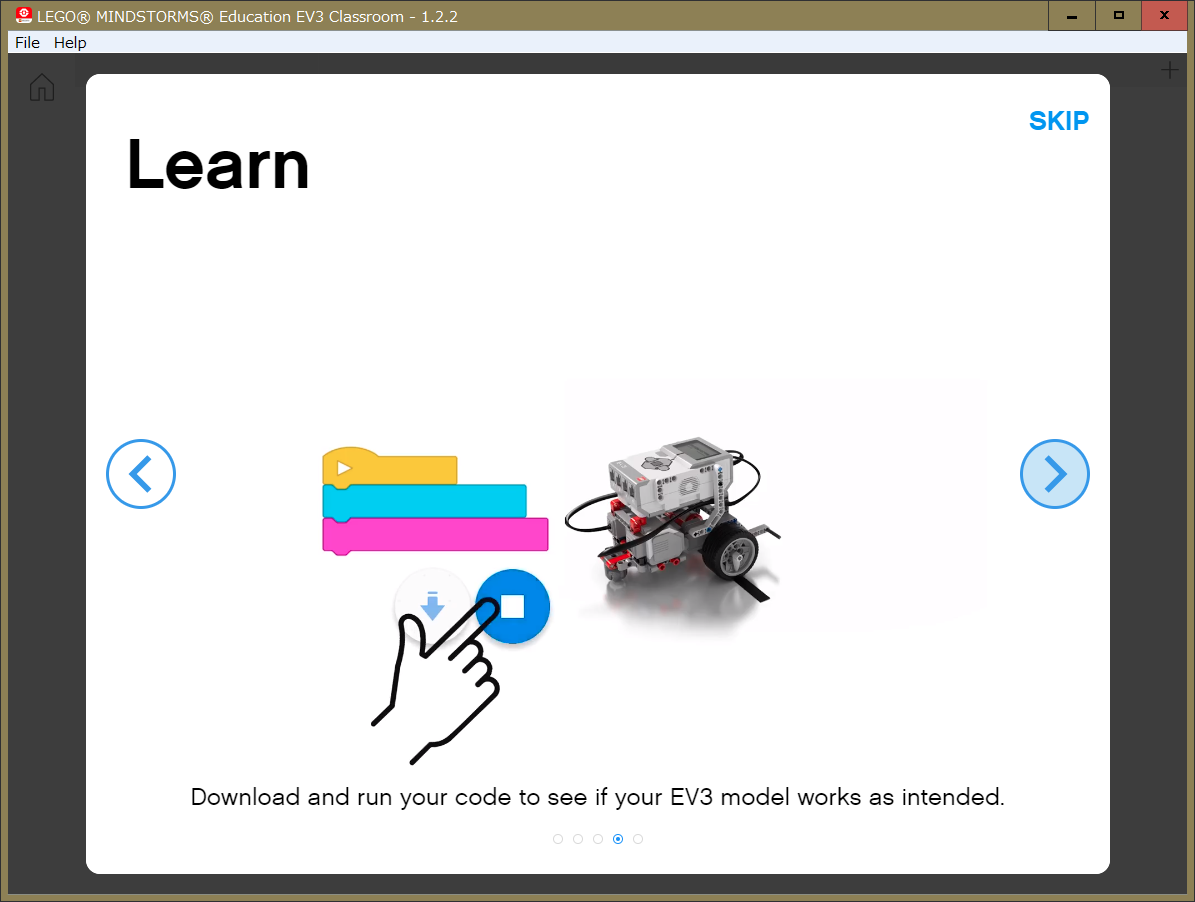 LEGO® MINDSTORMS® Education EV3 Classroom - 1.2.2
File Help
SKIP
Learn
Download and run your code to see if your EV3 model works as intended.